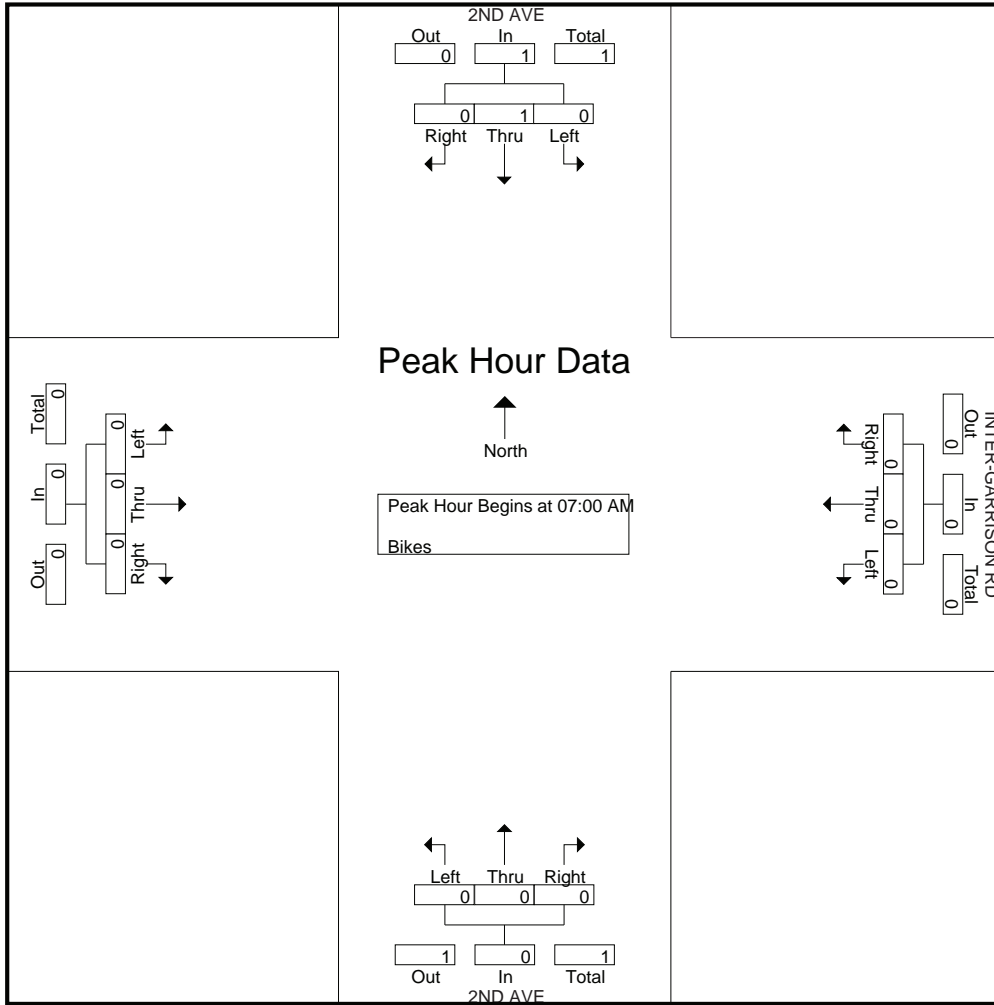 2ND AVE
Out In Total
0 1 1
0 1 0
Right Thru Left
Peak Hour Data
North
Peak Hour Begins at 07:00 AM
Bikes
Total In Out
0 0 0
0 0 0
Left Thru Right
Right Thru Left
0 0 0
0 0 0
Out In Total
INTER-GARRISON RD
Left Thru Right
0 0 0
1 0 1
Out In Total
2ND AVE